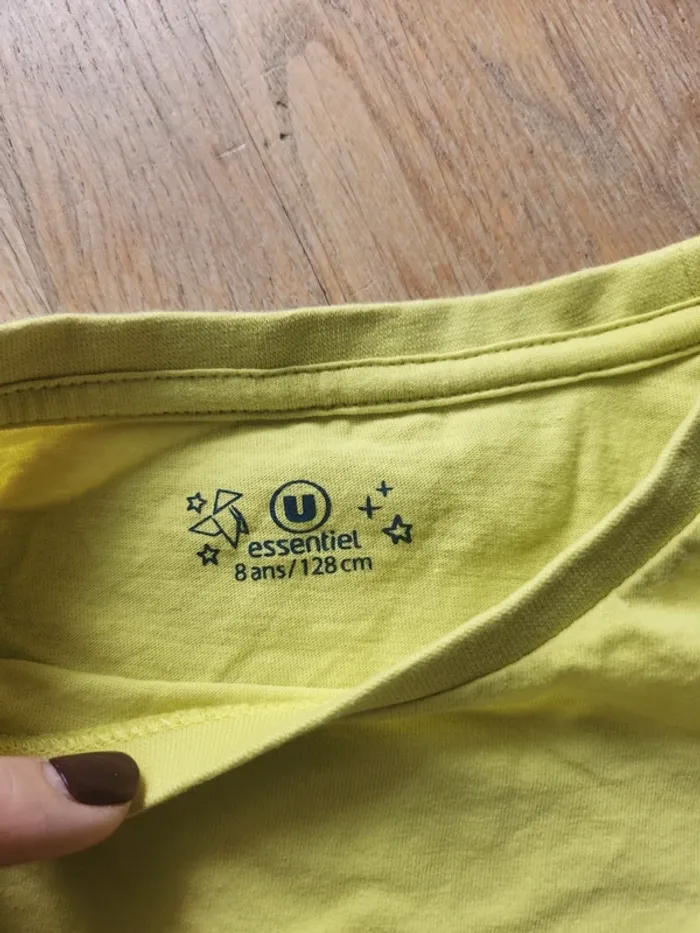 U
essentiel
8 ans/128 cm